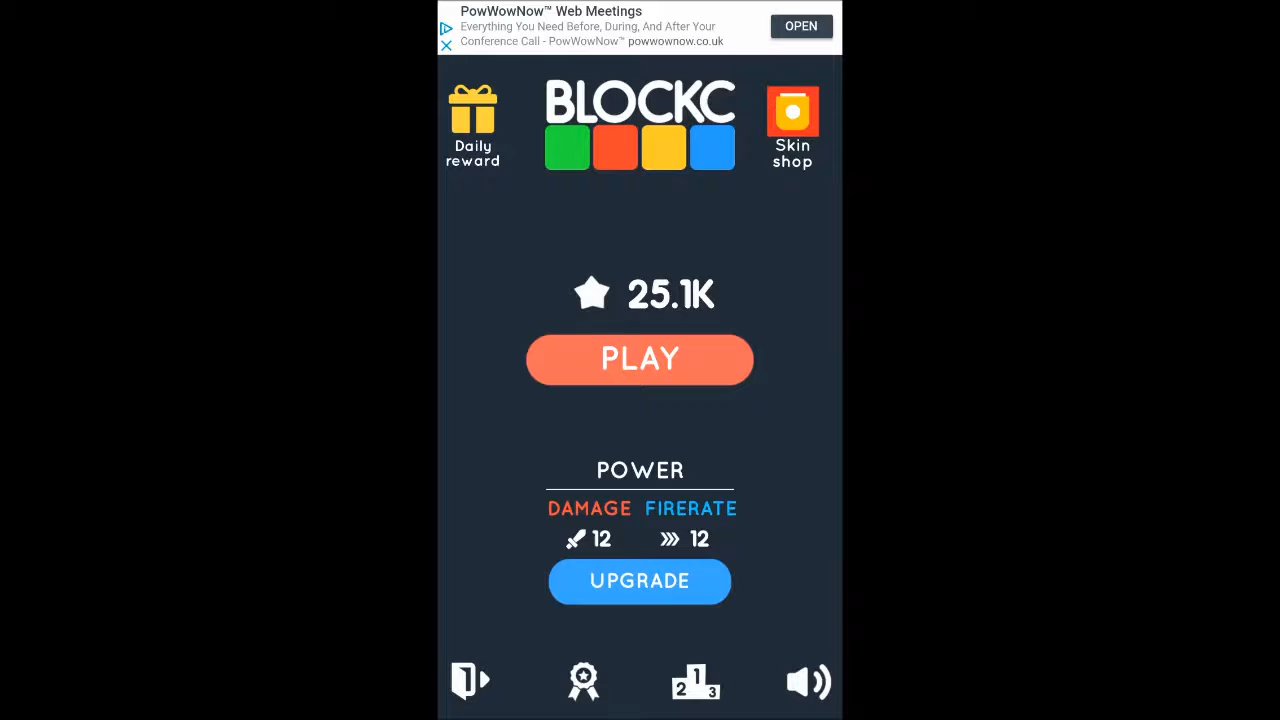 PowWowNow™ Web Meetings
Everything You Need Before, During, And After Your
Conference Call - PowWowNow™ powwownow.co.uk
OPEN
BLOCKC
Daily
reward
Skin
shop
25.1K
PLAY
POWER
DAMAGE FIRERATE
12 12
UPGRADE
1
2 3